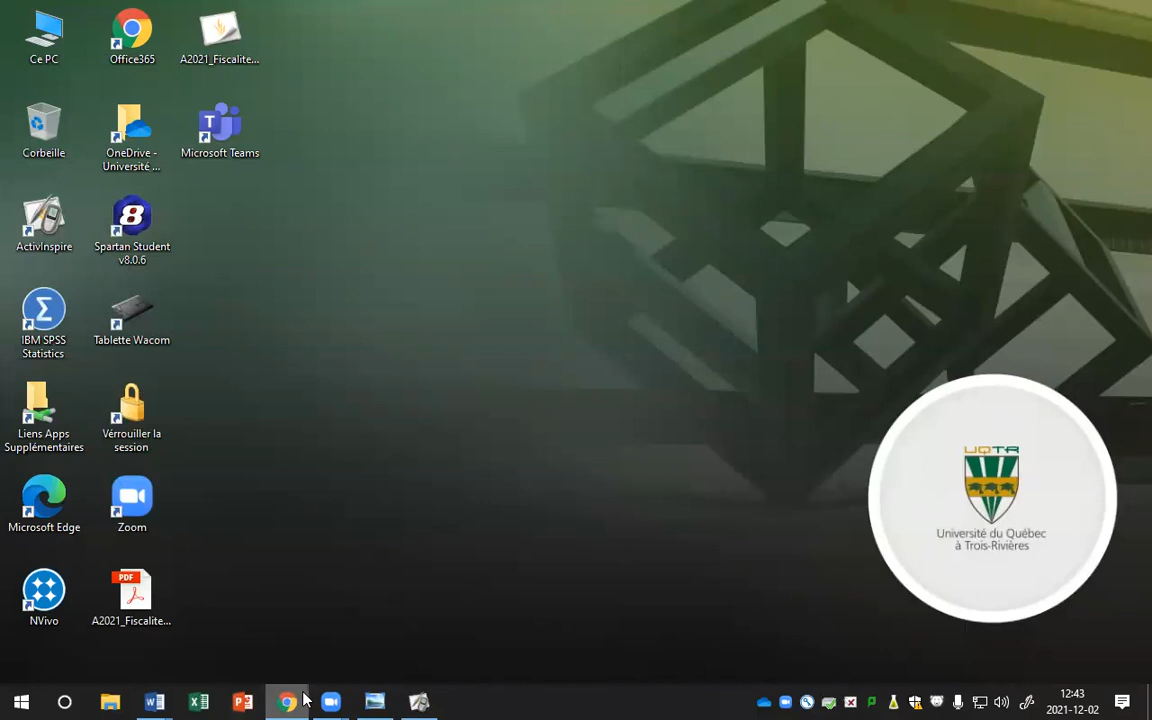 Ce PC
Office365
A2021_Fiscalite...
Corbeille
OneDrive -
Université ...
Microsoft Teams
ActivInspire
Spartan Student
v8.0.6
IBM SPSS
Statistics
Tablette Wacom
Liens Apps
Supplémentaires
Vérrouiller la
session
Microsoft Edge
Zoom
NVivo
PDF
A2021_Fiscalite...
UQTR
Université du Québec
à Trois-Rivières
12:43
2021-12-02